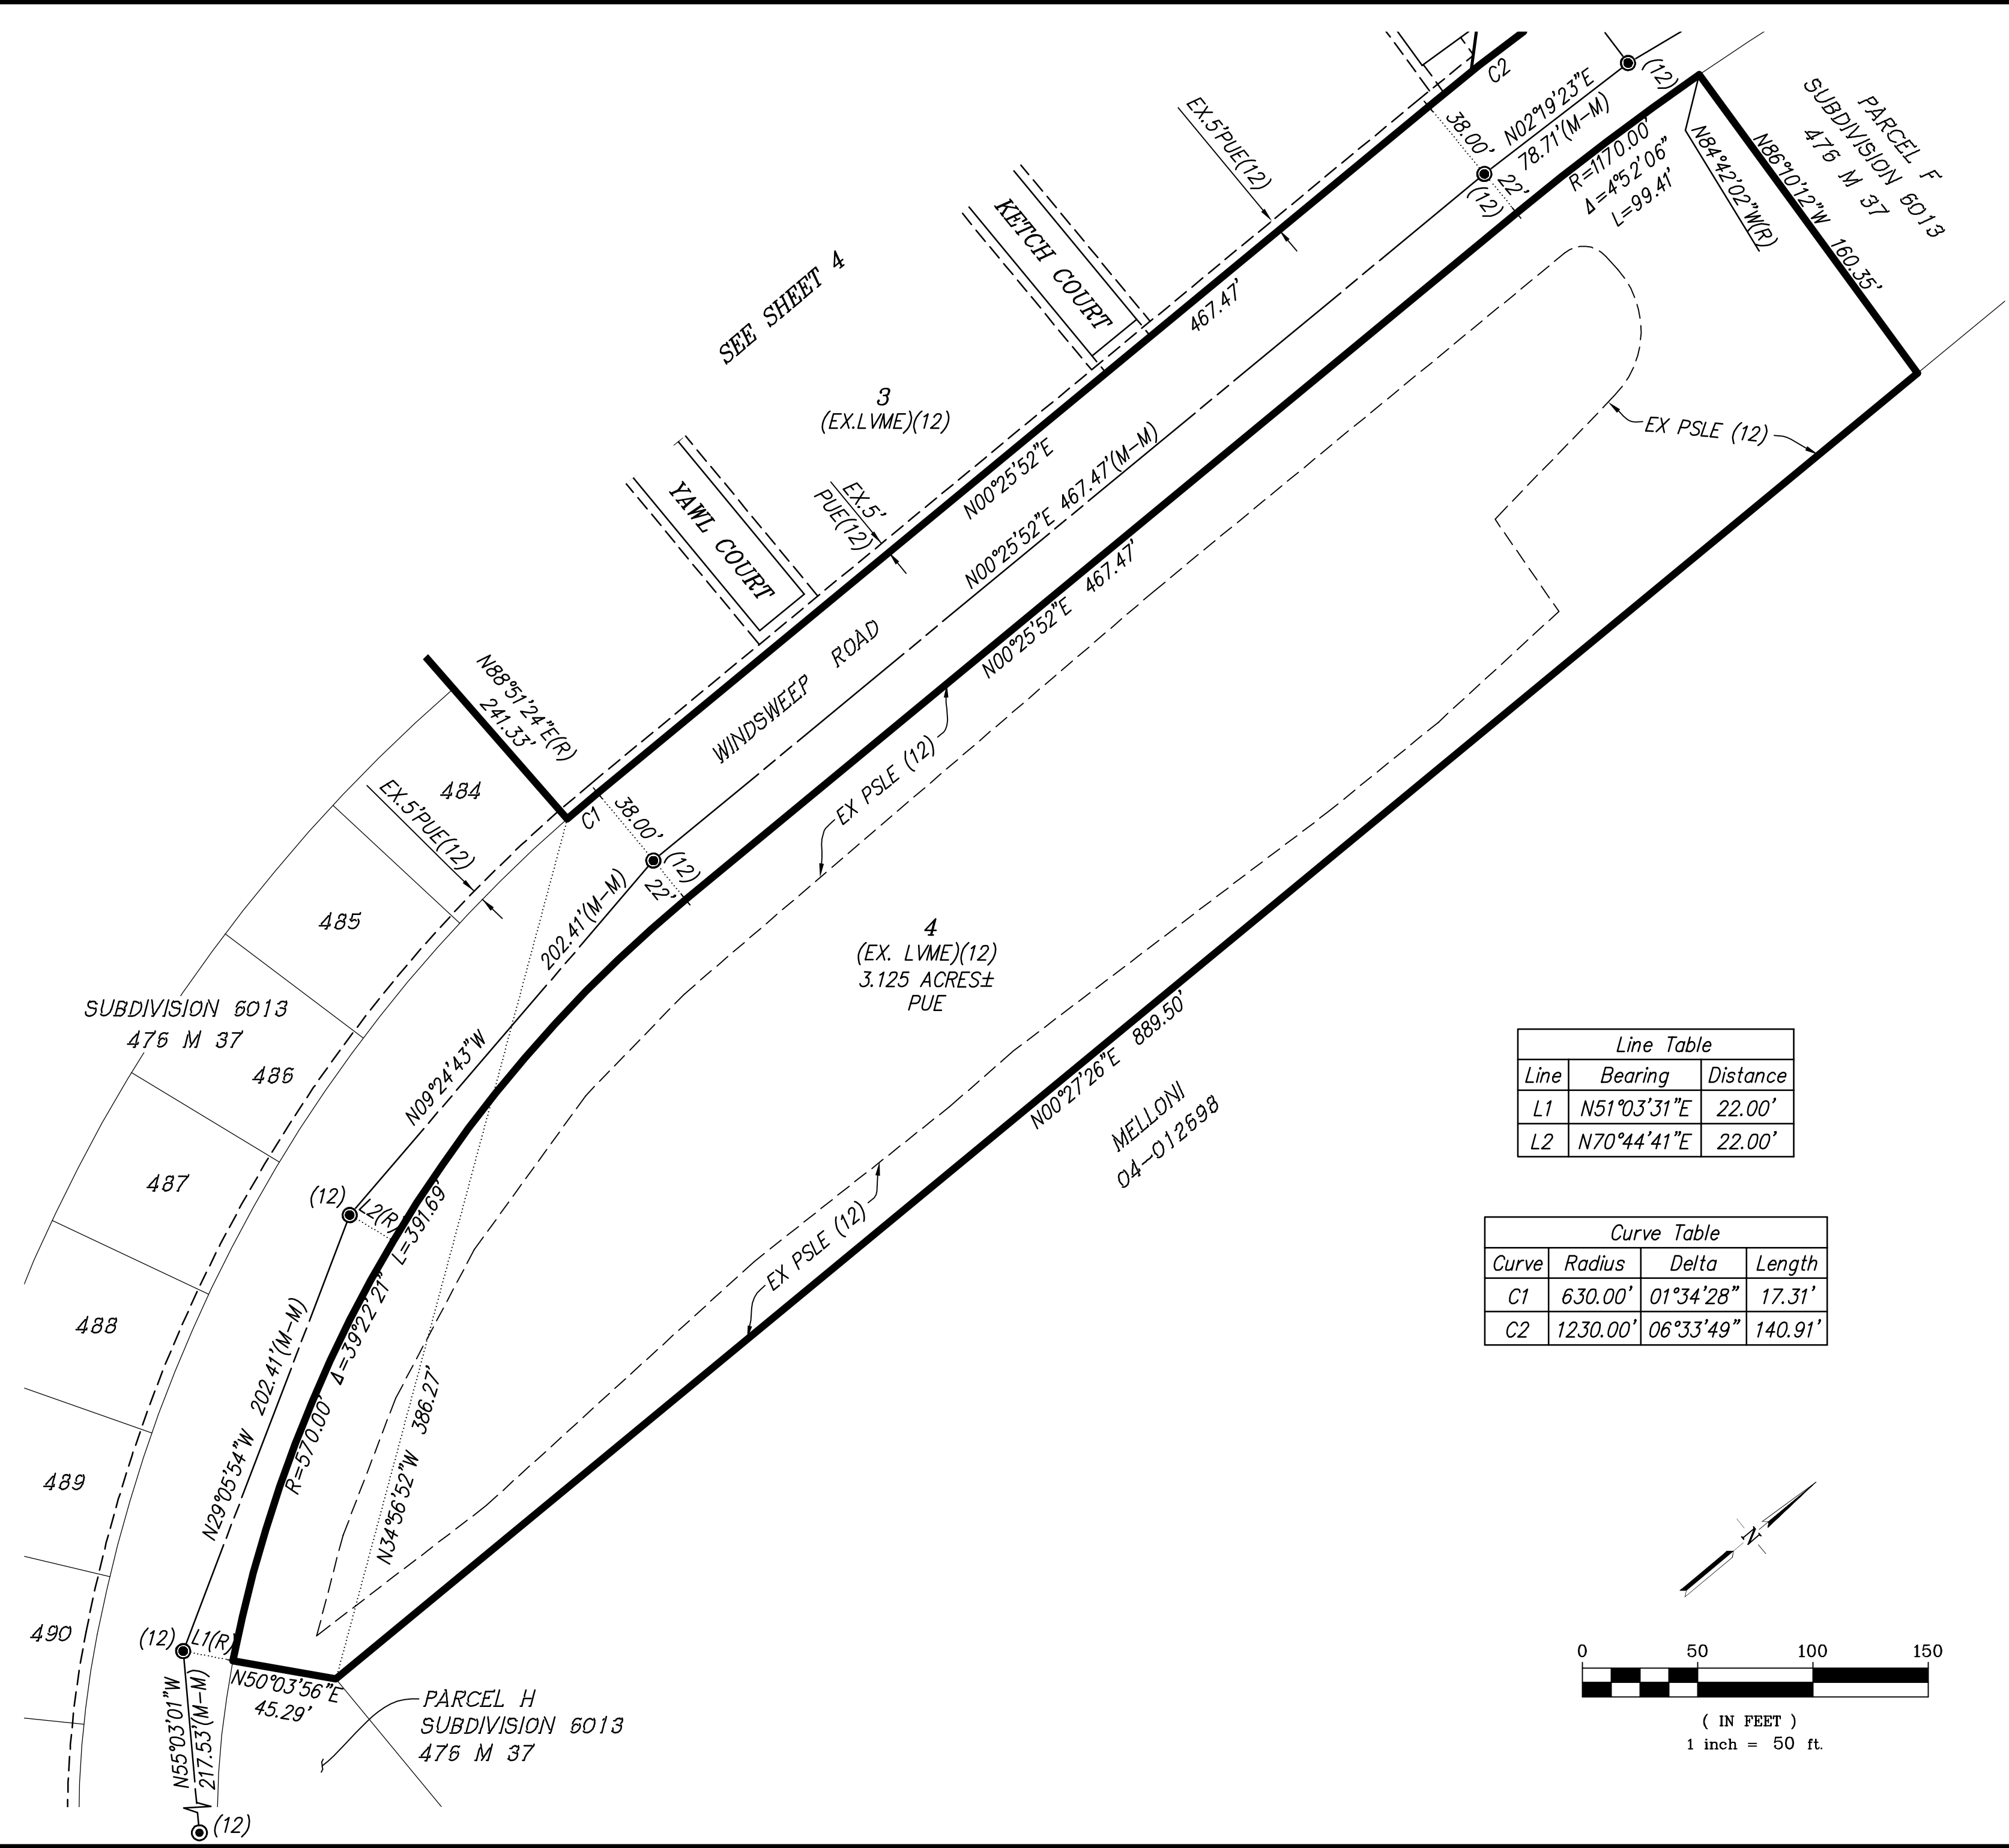 C2
(12)
N02°19'23"E
78.71'(M-M)
PARCEL F
SUBDIVISION 6013
476 M 37
N86°10'12"W 160.35'
N84°42'02"W(R)
R=1170.00'
Δ=4°52'06"
L=99.41'
38.00'
22'
(12)
EX.5'PUE(12)
KETCH COURT
467.47'
SEE SHEET 4
3
(EX.LVME)(12)
EX PSLE (12)
N00°25'52"E
N00°25'52"E 467.47'(M-M)
N00°25'52"E 467.47'
EX.5'
PUE(12)
YAWL COURT
WINDSWEEP ROAD
N88°51'24"E(R)
241.33'
C1
38.00'
(12)
22'
EX.5'PUE(12)
484
485
486
487
488
489
490
SUBDIVISION 6013
476 M 37
EX PSLE (12)
202.41'(M-M)
N09°24'43"W
4
(EX. LVME)(12)
3.125 ACRES±
PUE
N00°27'26"E 889.50'
MELLONI
04-012698
Line Table
Line Bearing Distance
L1 N51°03'31"E 22.00'
L2 N70°44'41"E 22.00'
Curve Table
Curve Radius Delta Length
C1 630.00' 01°34'28" 17.31'
C2 1230.00' 06°33'49" 140.91'
(12)
L2(R)
R=570.00' Δ=39°22'21" L=391.69'
EX PSLE (12)
N29°05'54"W 202.41'(M-M)
N34°56'52"W 386.27'
(12)
L1(R)
N50°03'56"E
45.29'
N55°03'01"W
217.53'(M-M)
(12)
PARCEL H
SUBDIVISION 6013
476 M 37
N
0 50 100 150
( IN FEET )
1 inch = 50 ft.